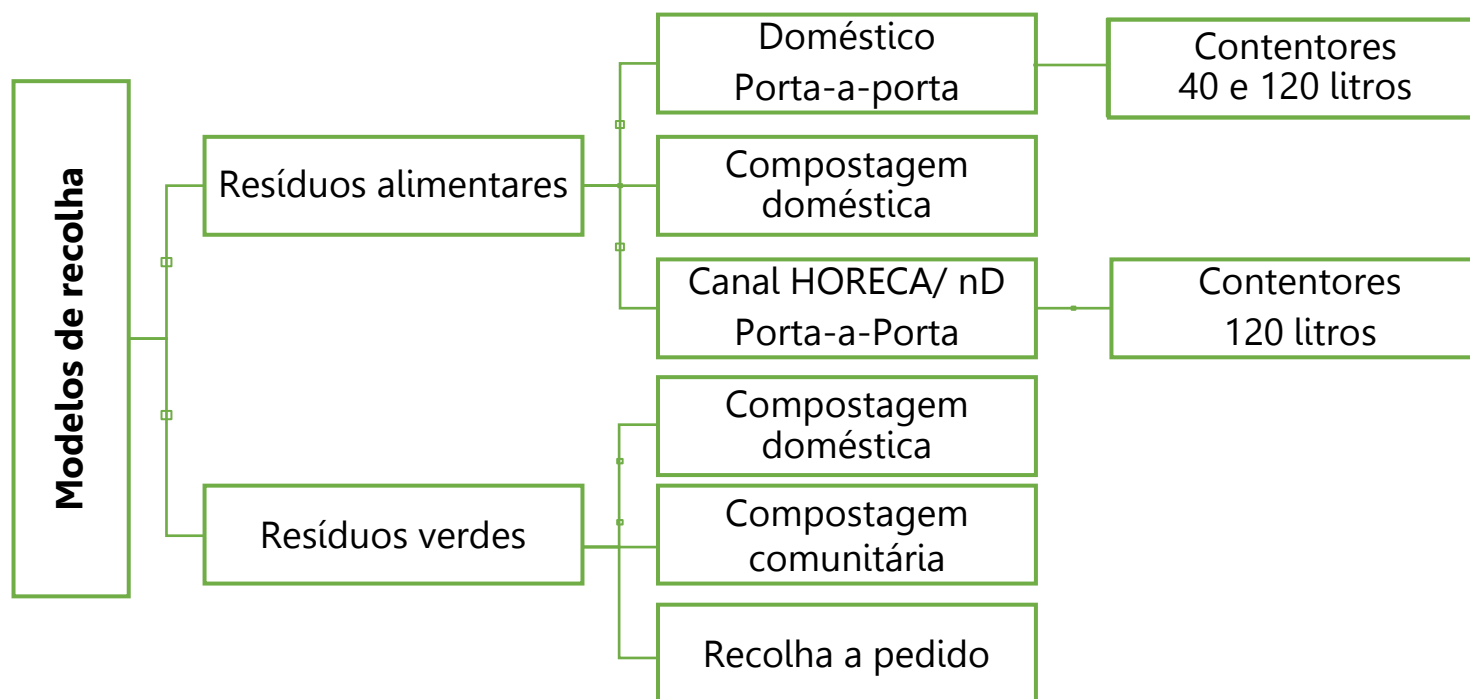 Modelos de recolha
Resíduos alimentares
Doméstico
Porta-a-porta
Contentores
40 e 120 litros
Compostagem
doméstica
Canal HORECA/ nD
Porta-a-Porta
Contentores
120 litros
Resíduos verdes
Compostagem
doméstica
Compostagem
comunitária
Recolha a pedido